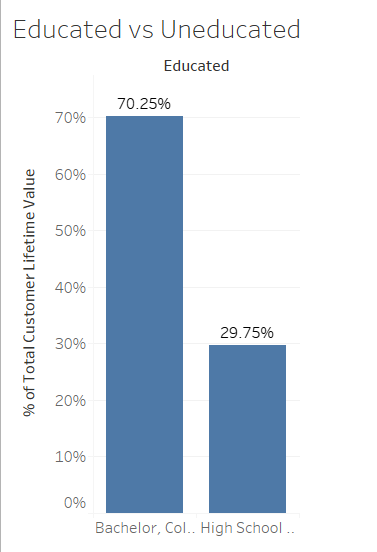 Educated vs Uneducated
Educated
% of Total Customer Lifetime Value
70.25%
70%
60%
50%
40%
29.75%
30%
20%
10%
0%
Bachelor, Col.. High School ..